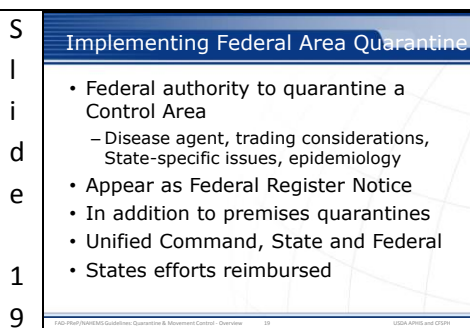 S
l
i
d
e
1
9
Implementing Federal Area Quarantine
• Federal authority to quarantine a
Control Area
– Disease agent, trading considerations,
State-specific issues, epidemiology
• Appear as Federal Register Notice
• In addition to premises quarantines
• Unified Command, State and Federal
• States efforts reimbursed
FAD-PReP/NAHEMS Guidelines: Quarantine & Movement Control - Overview 19 USDA APHIS and CFSPH